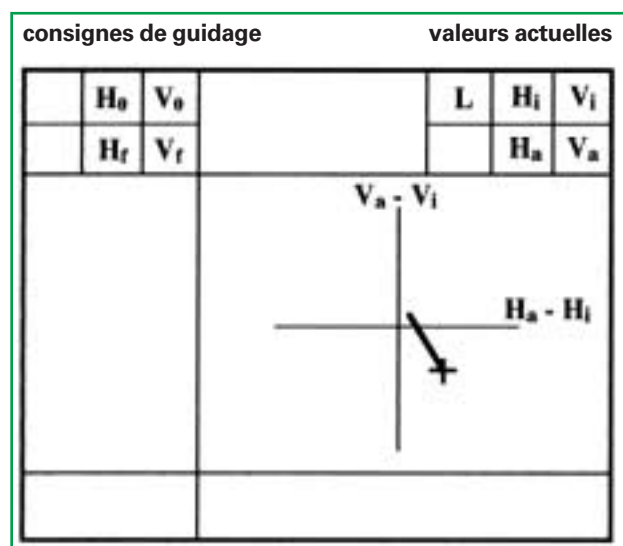 consignes de guidage valeurs actuelles
H₀ V₀ L Hᵢ Vᵢ
H_f V_f Hₐ Vₐ
Vₐ - Vᵢ
Hₐ - Hᵢ